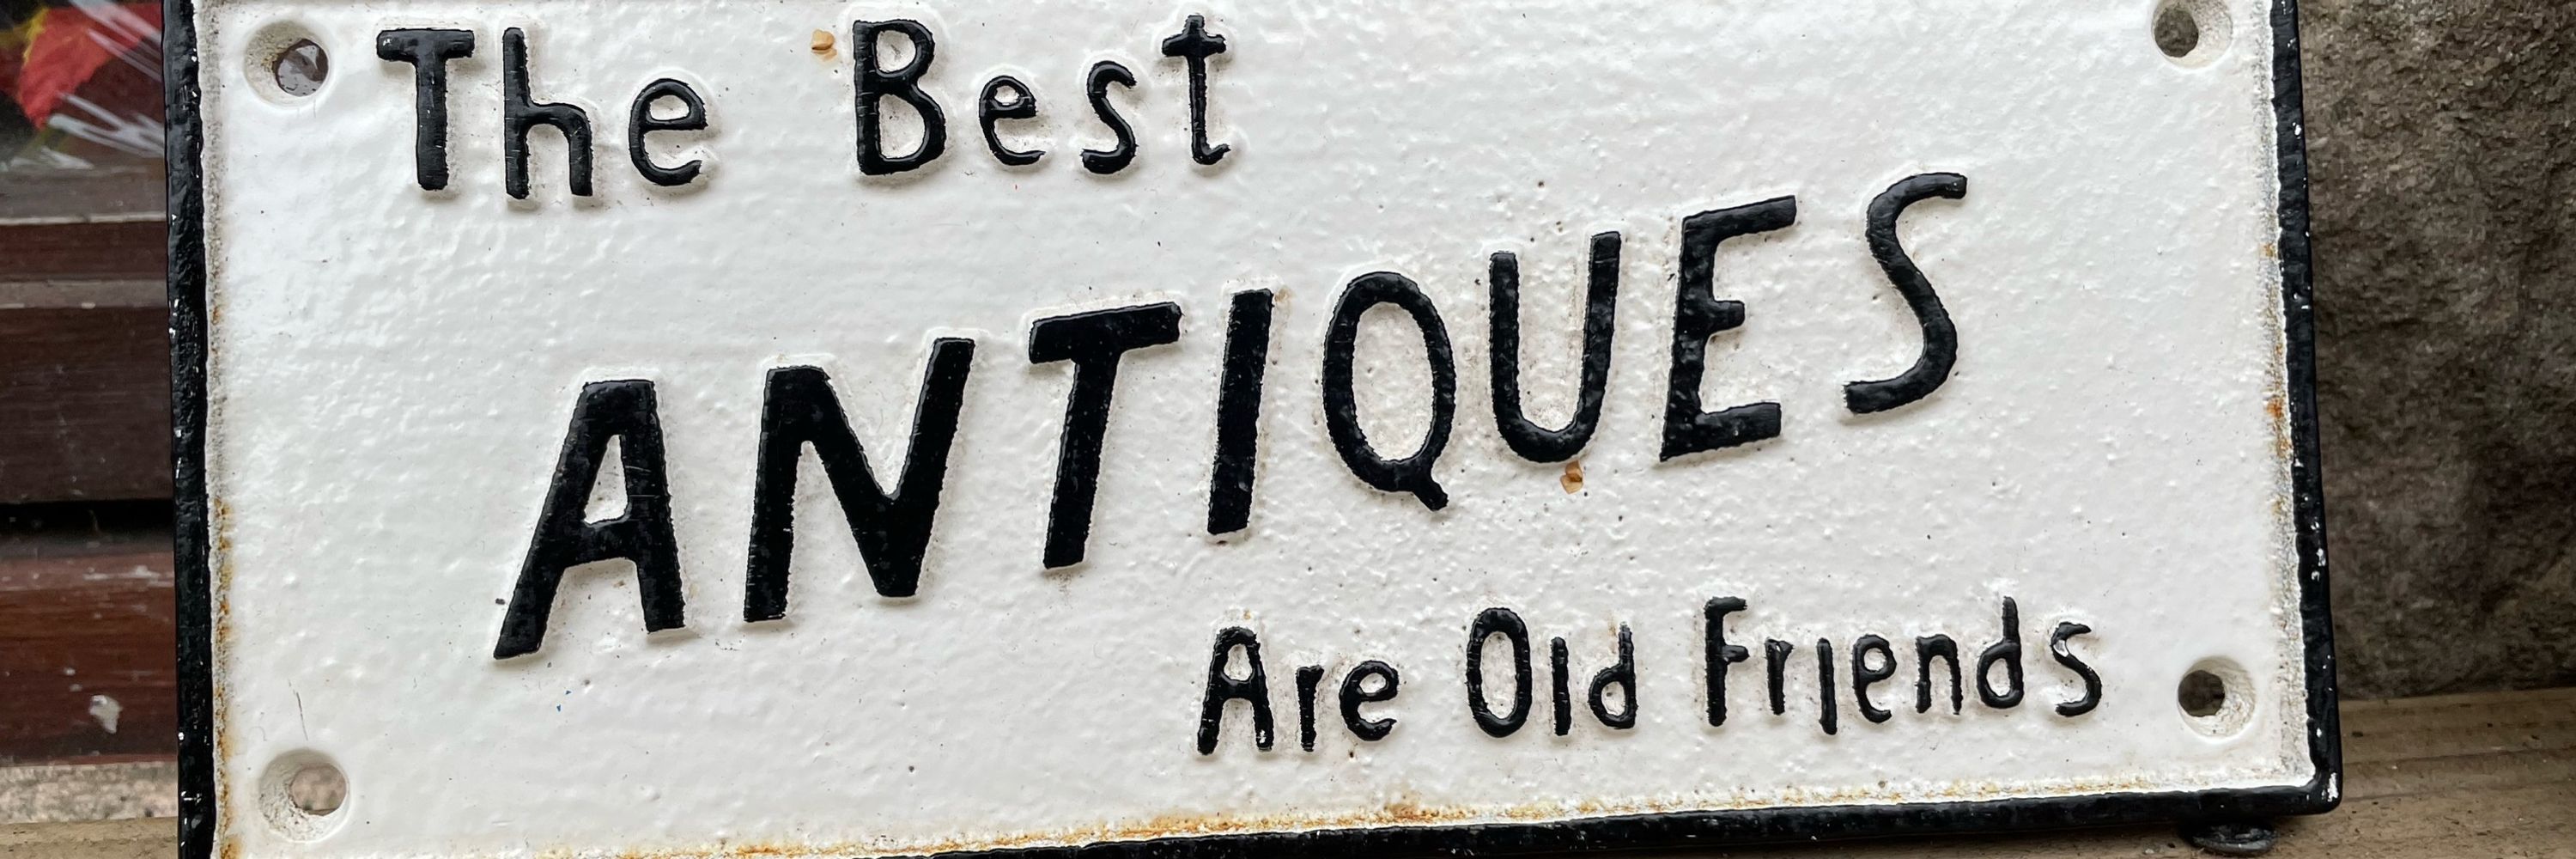 The Best
ANTIQUES
Are Old Friends